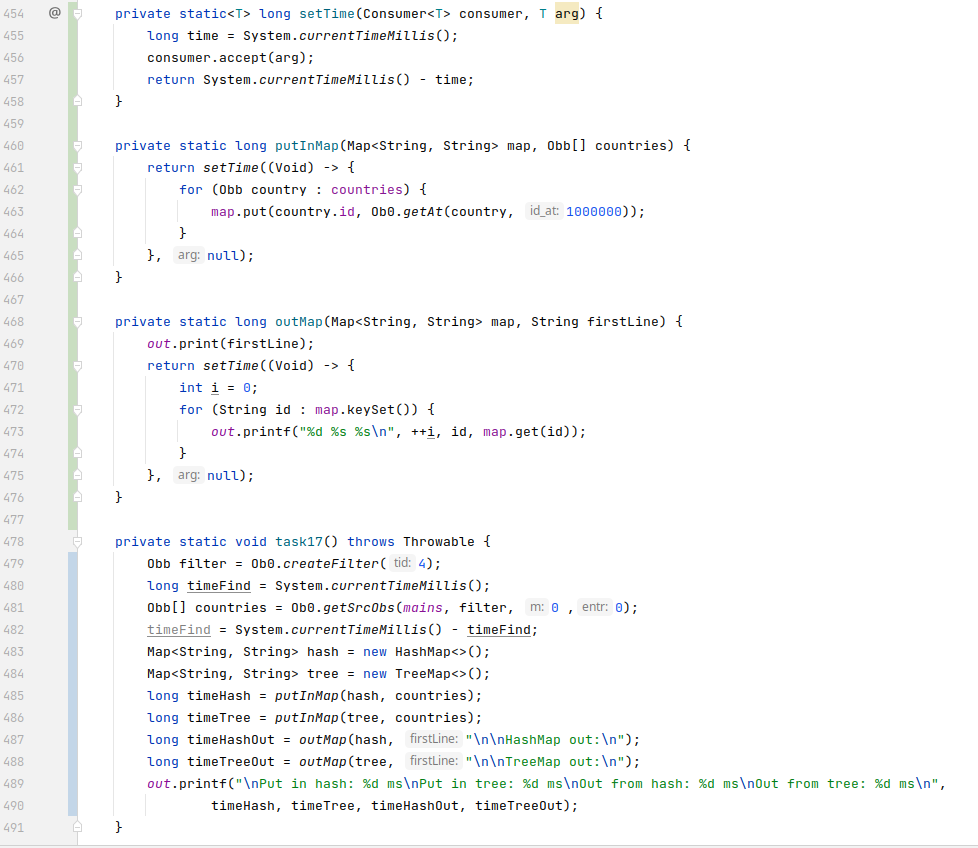 454 @ private static<T> long setTime(Consumer<T> consumer, T arg) {
455 long time = System.currentTimeMillis();
456 consumer.accept(arg);
457 return System.currentTimeMillis() - time;
458 }
459
460 private static long putInMap(Map<String, String> map, Obb[] countries) {
461 return setTime((Void) -> {
462 for (Obb country : countries) {
463 map.put(country.id, Ob0.getAt(country, id_at: 1000000));
464 }
465 }, arg: null);
466 }
467
468 private static long outMap(Map<String, String> map, String firstLine) {
469 out.print(firstLine);
470 return setTime((Void) -> {
471 int i = 0;
472 for (String id : map.keySet()) {
473 out.printf("%d %s %s\n", ++i, id, map.get(id));
474 }
475 }, arg: null);
476 }
477
478 private static void task17() throws Throwable {
479 Obb filter = Ob0.createFilter( tid: 4);
480 long timeFind = System.currentTimeMillis();
481 Obb[] countries = Ob0.getSrcObs(mains, filter, m: 0 , entr: 0);
482 timeFind = System.currentTimeMillis() - timeFind;
483 Map<String, String> hash = new HashMap<>();
484 Map<String, String> tree = new TreeMap<>();
485 long timeHash = putInMap(hash, countries);
486 long timeTree = putInMap(tree, countries);
487 long timeHashOut = outMap(hash, firstLine: "\n\nHashMap out:\n");
488 long timeTreeOut = outMap(tree, firstLine: "\n\nTreeMap out:\n");
489 out.printf("\nPut in hash: %d ms\nPut in tree: %d ms\nOut from hash: %d ms\nOut from tree: %d ms\n",
490 timeHash, timeTree, timeHashOut, timeTreeOut);
491 }